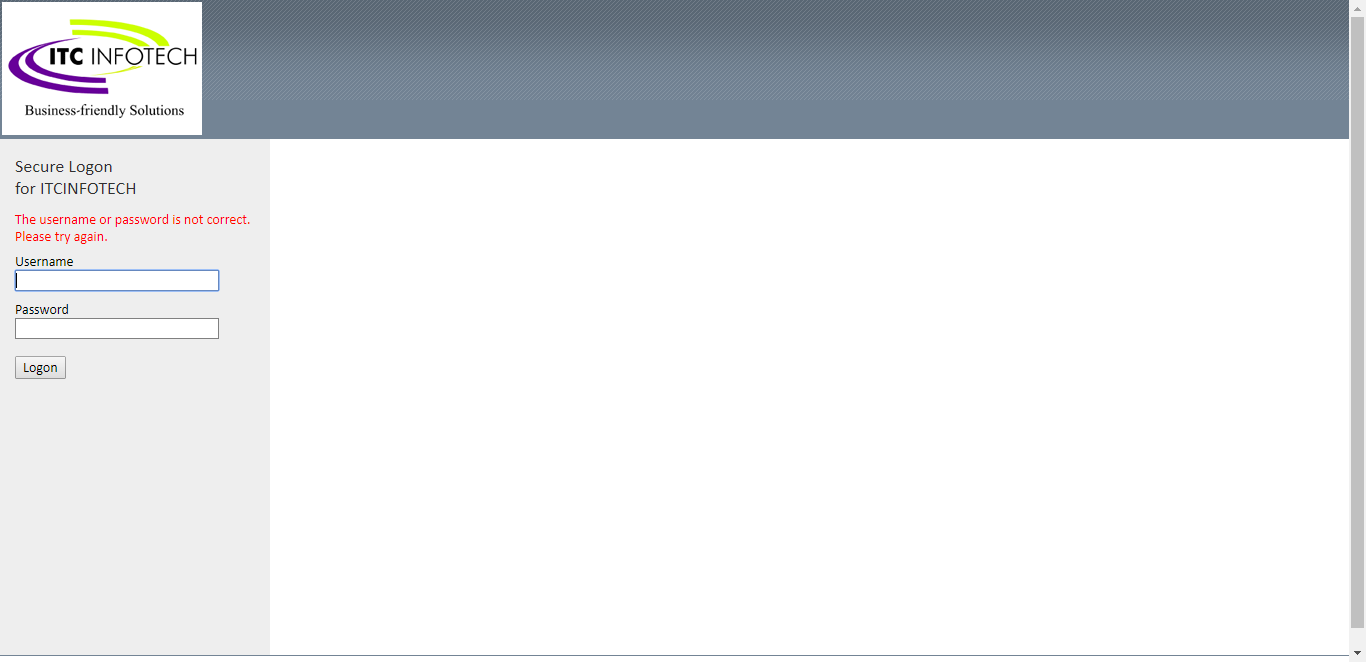 ITC INFOTECH
Business-friendly Solutions
Secure Logon
for ITCINFOTECH
The username or password is not correct.
Please try again.
Username
Password
Logon